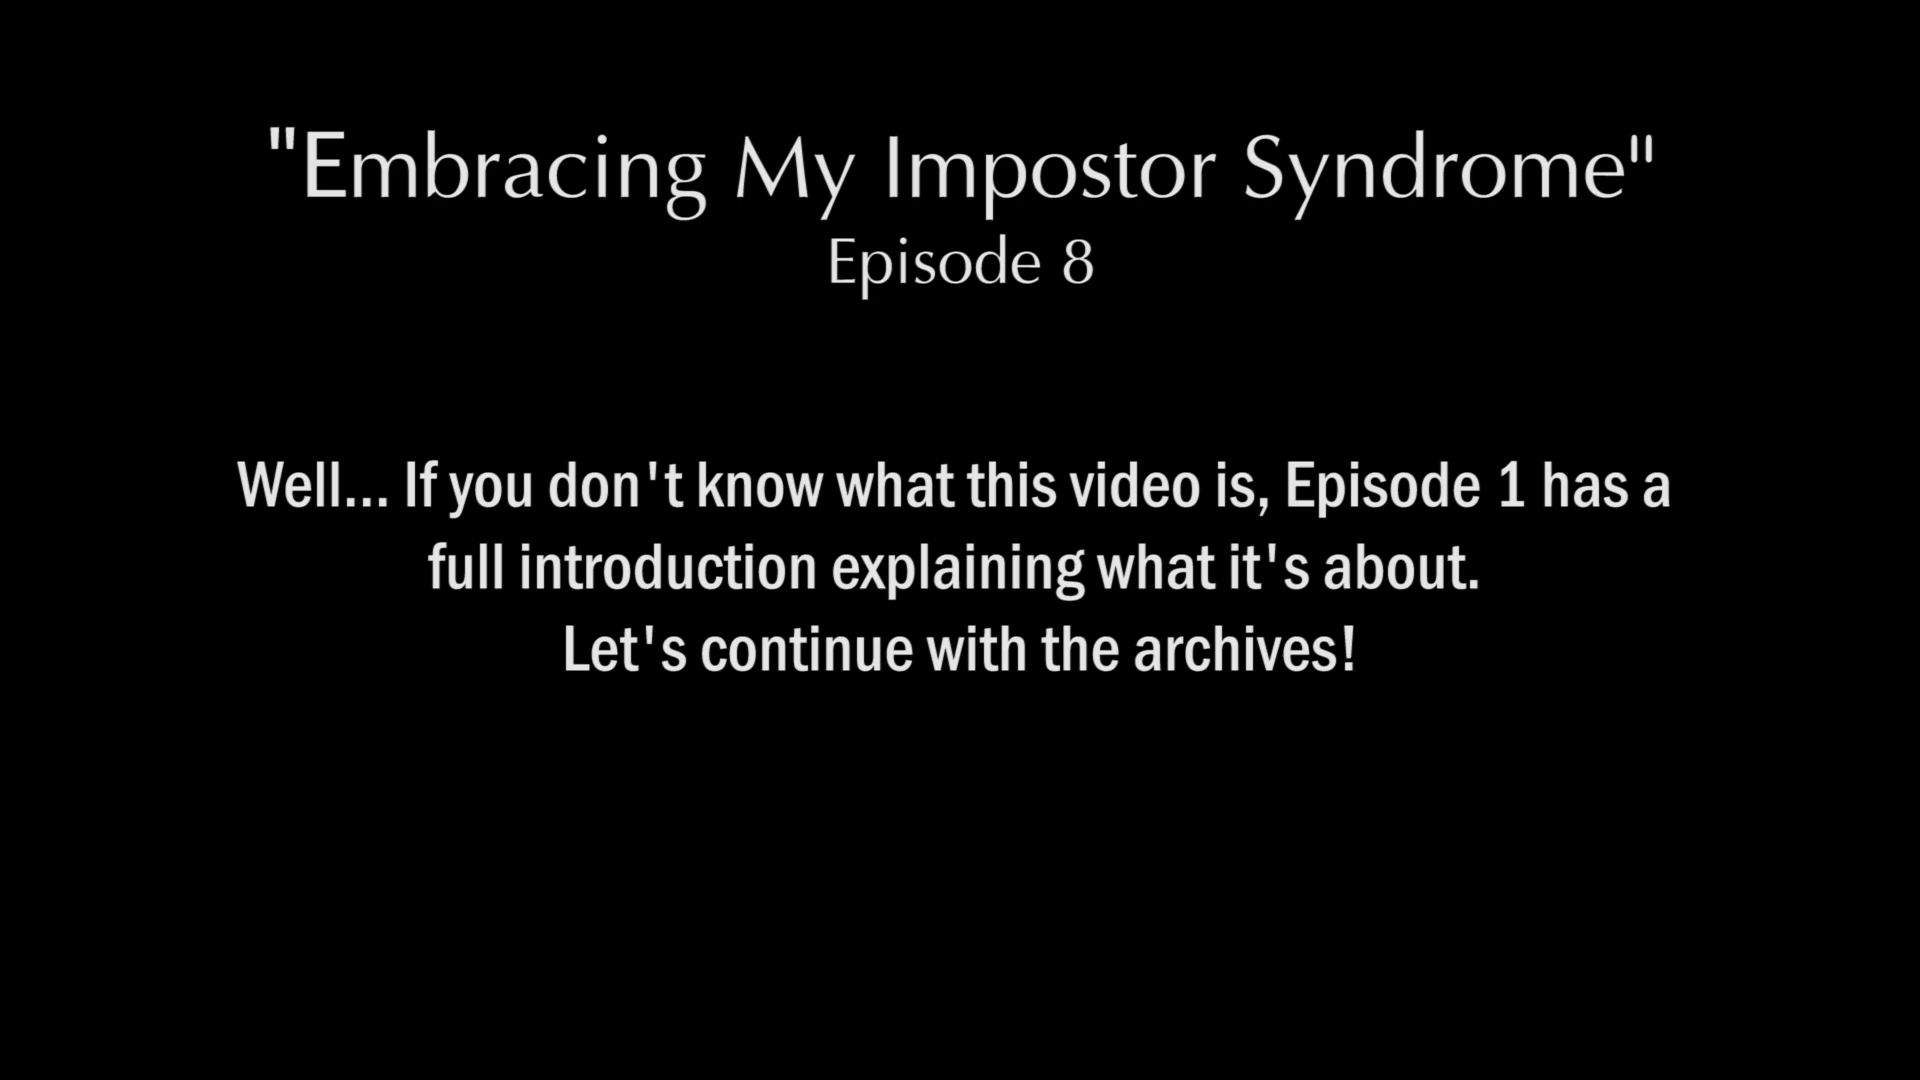 "Embracing My Impostor Syndrome"
Episode 8
Well... If you don't know what this video is, Episode 1 has a
full introduction explaining what it's about.
Let's continue with the archives!